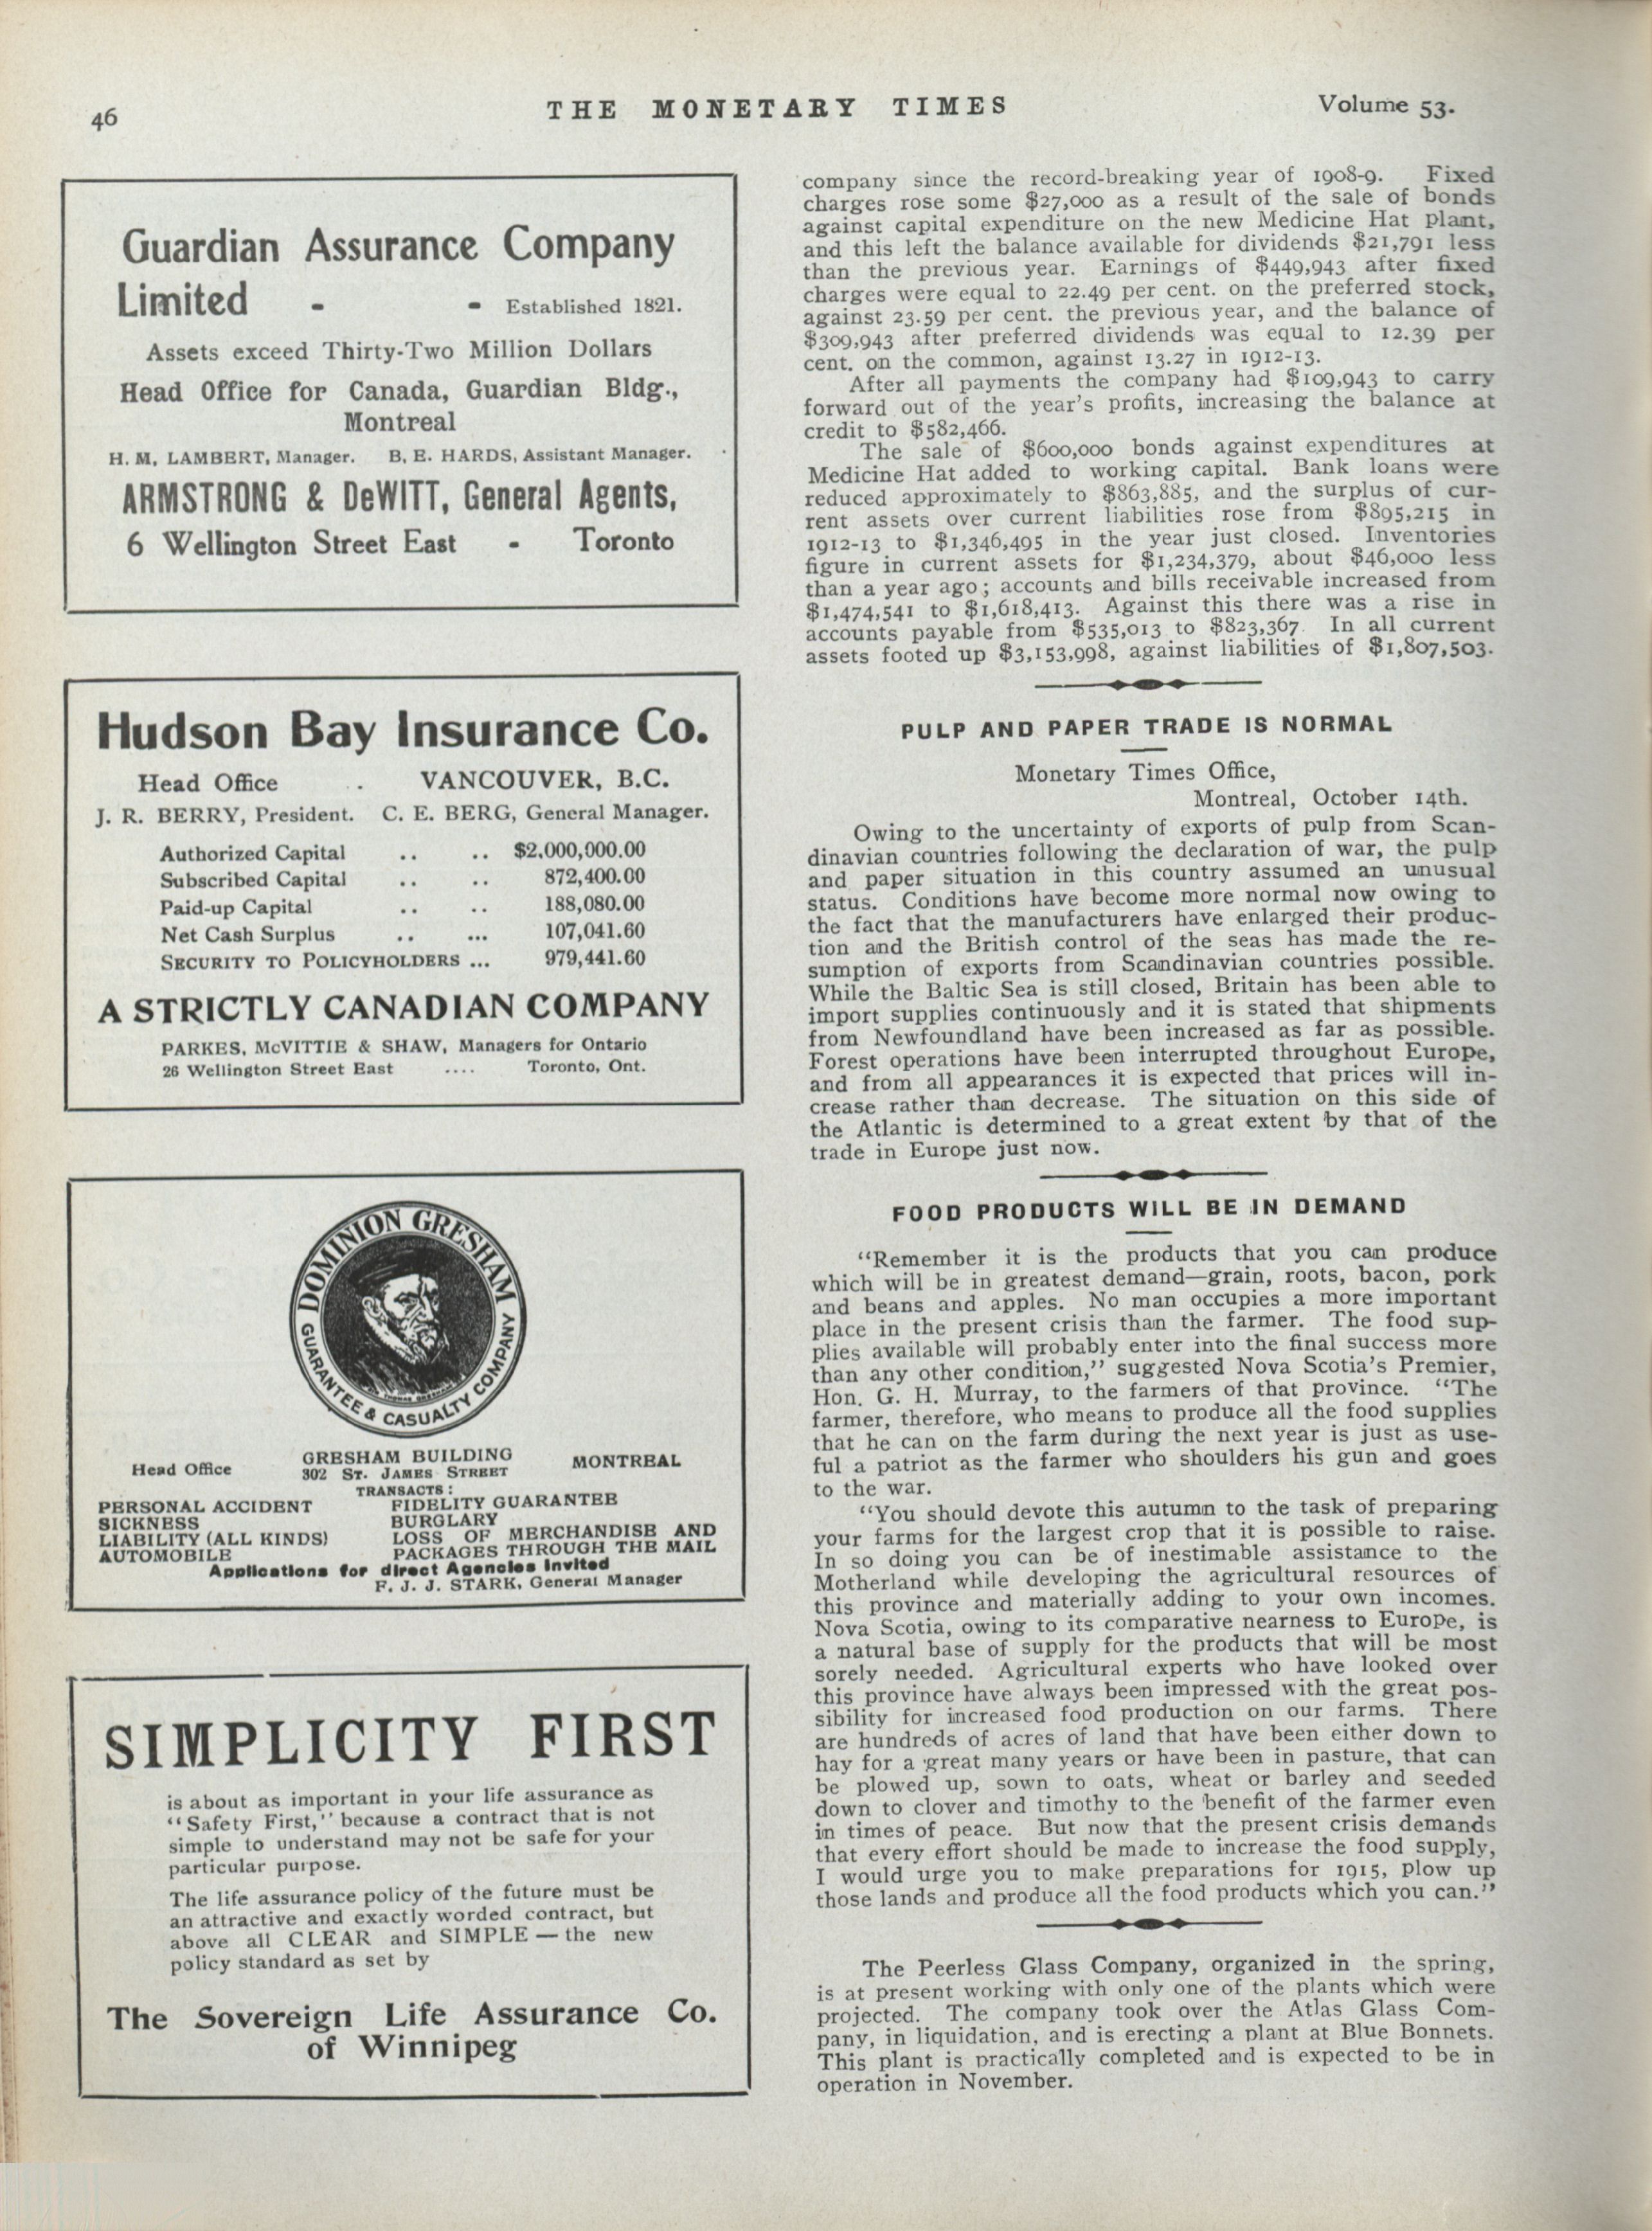 46
THE MONETARY TIMES
Volume 53.
Guardian Assurance Company
Limited - - Established 1821.
Assets exceed Thirty-Two Million Dollars
Head Office for Canada, Guardian Bldg.,
Montreal
H. M. LAMBERT, Manager. B. E. HARDS, Assistant Manager.
ARMSTRONG & DeWITT, General Agents,
6 Wellington Street East - Toronto
Hudson Bay Insurance Co.
Head Office . VANCOUVER, B.C.
J. R. BERRY, President. C. E. BERG, General Manager.
Authorized Capital .. .. $2,000,000.00
Subscribed Capital .. .. 872,400.00
Paid-up Capital .. .. 188,080.00
Net Cash Surplus .. ... 107,041.60
SECURITY TO POLICYHOLDERS ... 979,441.60
A STRICTLY CANADIAN COMPANY
PARKES, McVITTIE & SHAW, Managers for Ontario
26 Wellington Street East .... Toronto, Ont.
DOMINION GRESHAM
GUARANTEE & CASUALTY COMPANY
Head Office GRESHAM BUILDING MONTREAL
302 ST. JAMES STREET
TRANSACTS:
PERSONAL ACCIDENT FIDELITY GUARANTEE
SICKNESS BURGLARY
LIABILITY (ALL KINDS) LOSS OF MERCHANDISE AND
AUTOMOBILE PACKAGES THROUGH THE MAIL
Applications for direct Agencies Invited
F. J. J. STARK, General Manager
SIMPLICITY FIRST
is about as important in your life assurance as
"Safety First," because a contract that is not
simple to understand may not be safe for your
particular purpose.
The life assurance policy of the future must be
an attractive and exactly worded contract, but
above all CLEAR and SIMPLE — the new
policy standard as set by
The Sovereign Life Assurance Co.
of Winnipeg
company since the record-breaking year of 1908-9. Fixed
charges rose some $27,000 as a result of the sale of bonds
against capital expenditure on the new Medicine Hat plant,
and this left the balance available for dividends $21,791 less
than the previous year. Earnings of $449,943 after fixed
charges were equal to 22.49 per cent. on the preferred stock,
against 23.59 per cent. the previous year, and the balance of
$309,943 after preferred dividends was equal to 12.39 per
cent. on the common, against 13.27 in 1912-13.
After all payments the company had $109,943 to carry
forward out of the year's profits, increasing the balance at
credit to $582,466.
The sale of $600,000 bonds against expenditures at
Medicine Hat added to working capital. Bank loans were
reduced approximately to $863,885, and the surplus of cur-
rent assets over current liabilities rose from $895,215 in
1912-13 to $1,346,495 in the year just closed. Inventories
figure in current assets for $1,234,379, about $46,000 less
than a year ago; accounts and bills receivable increased from
$1,474,541 to $1,618,413. Against this there was a rise in
accounts payable from $535,013 to $823,367. In all current
assets footed up $3,153,998, against liabilities of $1,807,503.
PULP AND PAPER TRADE IS NORMAL
Monetary Times Office,
Montreal, October 14th.
Owing to the uncertainty of exports of pulp from Scan-
dinavian countries following the declaration of war, the pulp
and paper situation in this country assumed an unusual
status. Conditions have become more normal now owing to
the fact that the manufacturers have enlarged their produc-
tion and the British control of the seas has made the re-
sumption of exports from Scandinavian countries possible.
While the Baltic Sea is still closed, Britain has been able to
import supplies continuously and it is stated that shipments
from Newfoundland have been increased as far as possible.
Forest operations have been interrupted throughout Europe,
and from all appearances it is expected that prices will in-
crease rather than decrease. The situation on this side of
the Atlantic is determined to a great extent by that of the
trade in Europe just now.
FOOD PRODUCTS WILL BE IN DEMAND
"Remember it is the products that you can produce
which will be in greatest demand—grain, roots, bacon, pork
and beans and apples. No man occupies a more important
place in the present crisis than the farmer. The food sup-
plies available will probably enter into the final success more
than any other condition," suggested Nova Scotia's Premier,
Hon. G. H. Murray, to the farmers of that province. "The
farmer, therefore, who means to produce all the food supplies
that he can on the farm during the next year is just as use-
ful a patriot as the farmer who shoulders his gun and goes
to the war.
"You should devote this autumn to the task of preparing
your farms for the largest crop that it is possible to raise.
In so doing you can be of inestimable assistance to the
Motherland while developing the agricultural resources of
this province and materially adding to your own incomes.
Nova Scotia, owing to its comparative nearness to Europe, is
a natural base of supply for the products that will be most
sorely needed. Agricultural experts who have looked over
this province have always been impressed with the great pos-
sibility for increased food production on our farms. There
are hundreds of acres of land that have been either down to
hay for a great many years or have been in pasture, that can
be plowed up, sown to oats, wheat or barley and seeded
down to clover and timothy to the benefit of the farmer even
in times of peace. But now that the present crisis demands
that every effort should be made to increase the food supply,
I would urge you to make preparations for 1915, plow up
those lands and produce all the food products which you can."
The Peerless Glass Company, organized in the spring,
is at present working with only one of the plants which were
projected. The company took over the Atlas Glass Com-
pany, in liquidation, and is erecting a plant at Blue Bonnets.
This plant is practically completed and is expected to be in
operation in November.